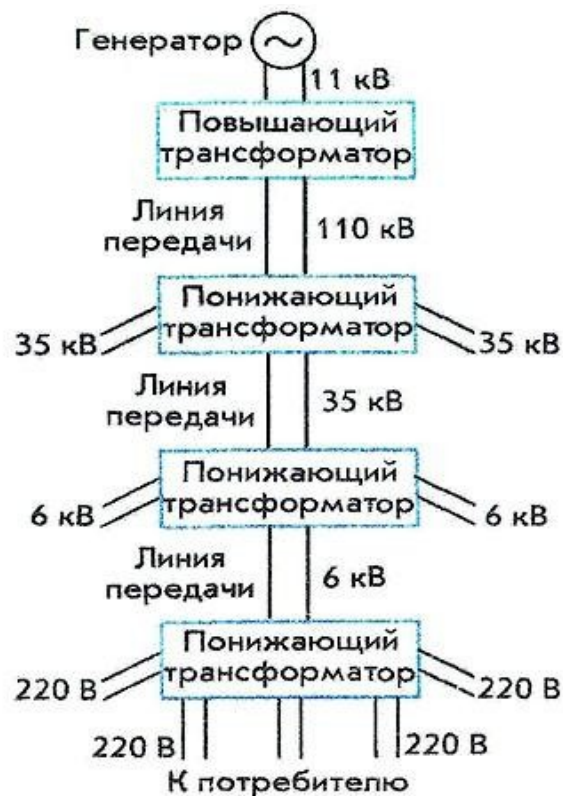 Генератор
11 кВ
Повышающий
трансформатор
Линия
передачи
110 кВ
Понижающий
трансформатор
35 кВ
35 кВ
Линия
передачи
35 кВ
Понижающий
трансформатор
6 кВ
6 кВ
Линия
передачи
6 кВ
Понижающий
трансформатор
220 В
220 В
220 В
220 В
К потребителю